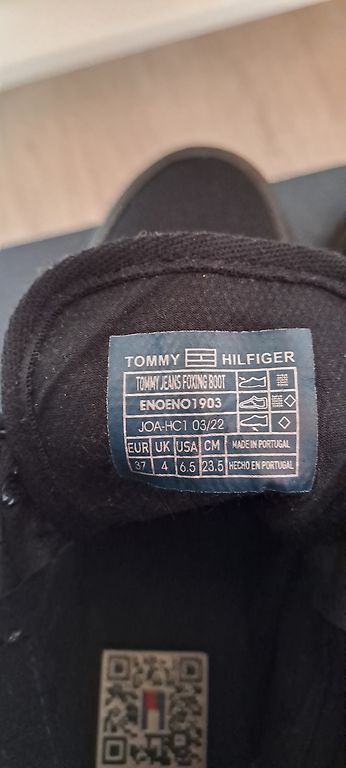 TOMMY HILFIGER
TOMMY JEANS FOXING BOOT
EN0EN01903
JOA-HC1 03/22
EUR UK USA CM MADE IN PORTUGAL
37 4 6.5 23.5 HECHO EN PORTUGAL